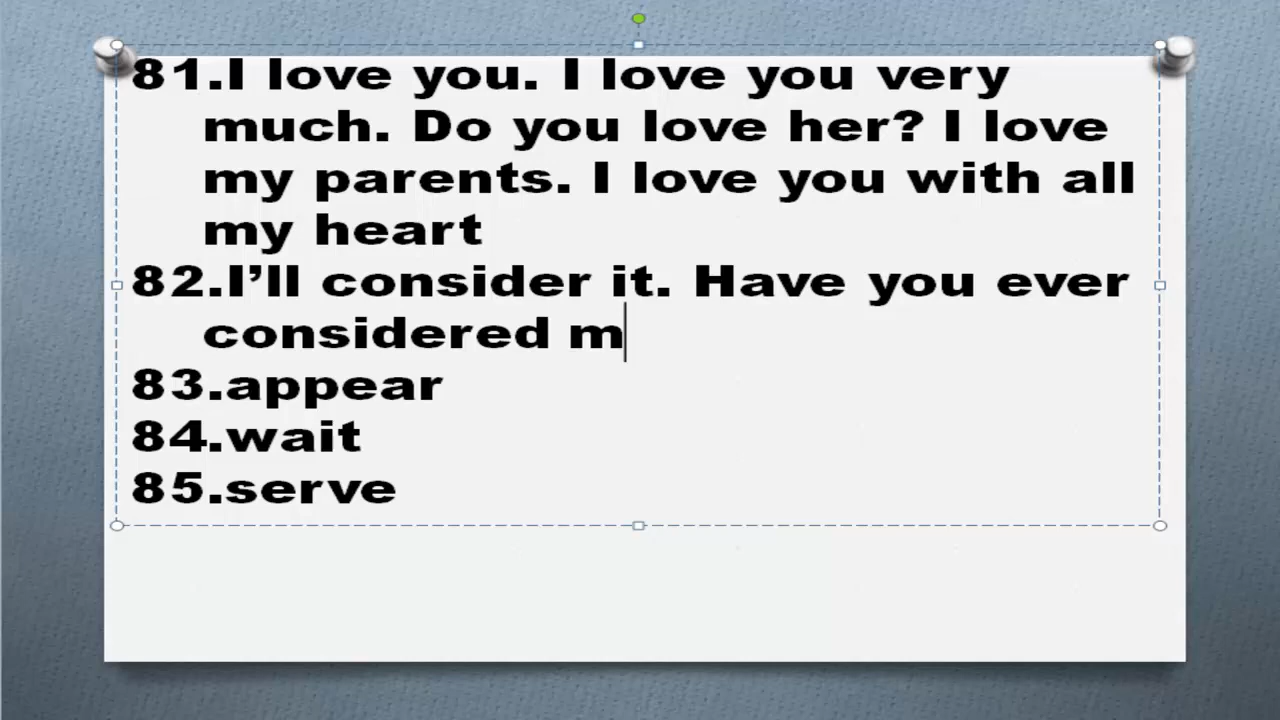 81.I love you. I love you very
much. Do you love her? I love
my parents. I love you with all
my heart
82.I’ll consider it. Have you ever
considered m
83.appear
84.wait
85.serve